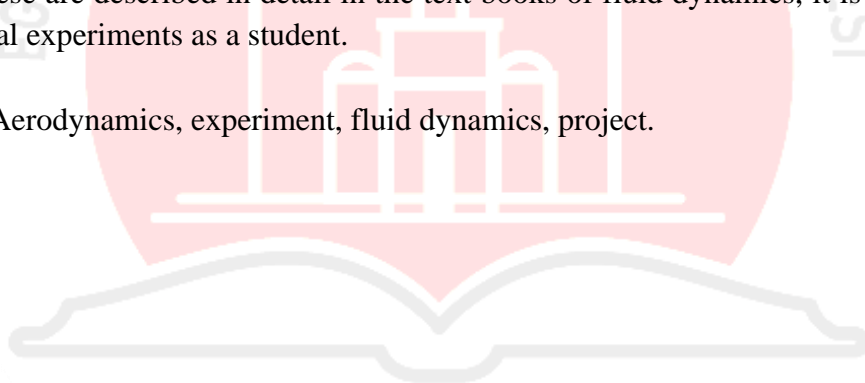 ese are described in detail in the text books of fluid dynamics, it is
al experiments as a student.
Aerodynamics, experiment, fluid dynamics, project.